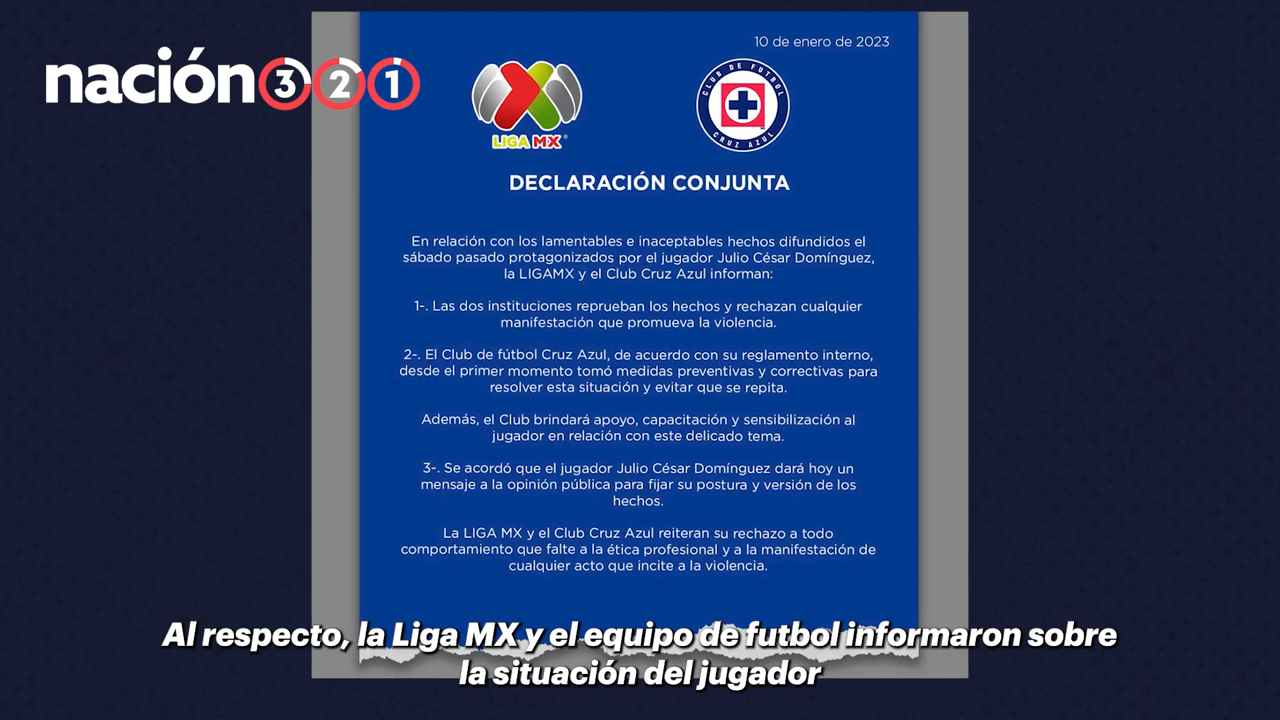 nación321
10 de enero de 2023
LIGA MX
CLUB DE FUTBOL
CRUZ AZUL
DECLARACIÓN CONJUNTA
En relación con los lamentables e inaceptables hechos difundidos el
sábado pasado protagonizados por el jugador Julio César Domínguez,
la LIGAMX y el Club Cruz Azul informan:
1-. Las dos instituciones reprueban los hechos y rechazan cualquier
manifestación que promueva la violencia.
2-. El Club de fútbol Cruz Azul, de acuerdo con su reglamento interno,
desde el primer momento tomó medidas preventivas y correctivas para
resolver esta situación y evitar que se repita.
Además, el Club brindará apoyo, capacitación y sensibilización al
jugador en relación con este delicado tema.
3-. Se acordó que el jugador Julio César Domínguez dará hoy un
mensaje a la opinión pública para fijar su postura y versión de los
hechos.
La LIGA MX y el Club Cruz Azul reiteran su rechazo a todo
comportamiento que falte a la ética profesional y a la manifestación de
cualquier acto que incite a la violencia.
Al respecto, la Liga MX y el equipo de futbol informaron sobre
la situación del jugador